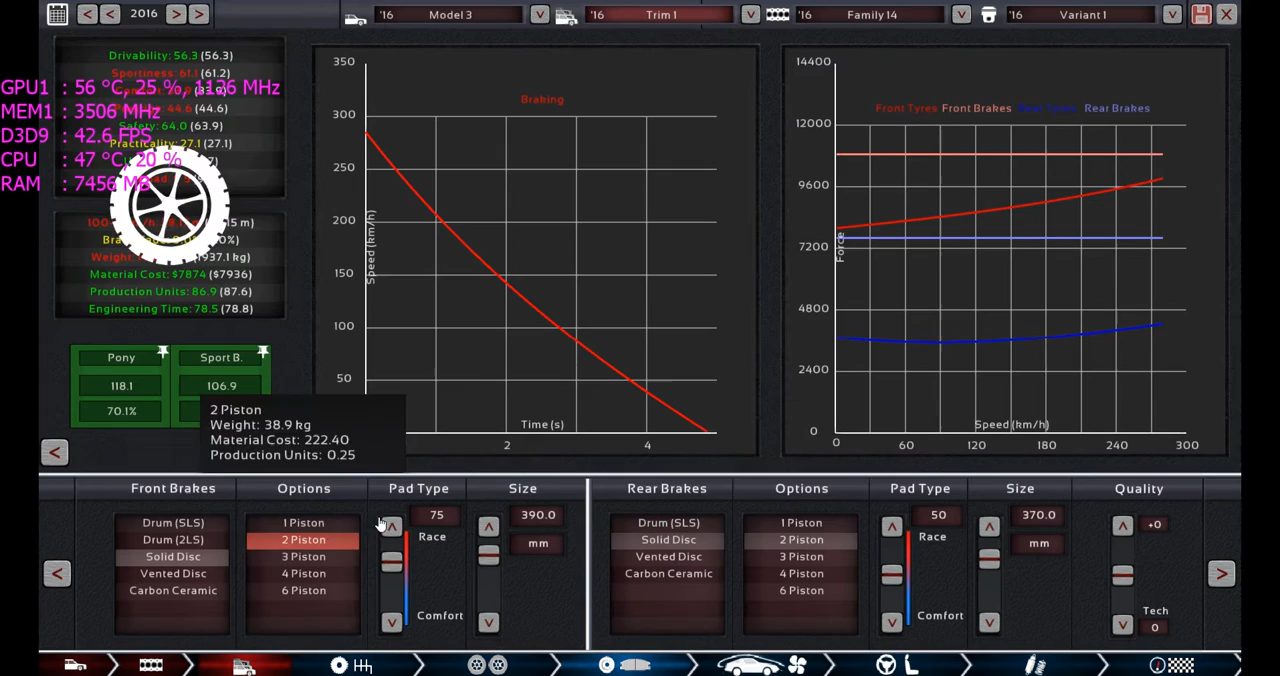 2016
'16 Model 3
'16 Trim 1
'16 Family 14
'16 Variant 1
Drivability: 56.3 (56.3)
Sportiness: 61.1 (61.2)
GPU1 : 56 °C, 25 %, 1136 MHz
44.6 (44.6)
MEM1 : 3506 MHz
Safety: 64.0 (63.9)
D3D9 : 42.6 FPS
Practicality: 27.1 (27.1)
CPU : 47 °C, 20 %
RAM : 7456 MB
Weight: (1937.1 kg)
Material Cost: $7874 ($7936)
Production Units: 86.9 (87.6)
Engineering Time: 78.5 (78.8)
Pony
118.1
70.1%
Sport B.
106.9
2 Piston
Weight: 38.9 kg
Material Cost: 222.40
Production Units: 0.25
Braking
350
300
250
200
150
100
50
Speed (km/h)
Time (s)
2
4
14400
12000
9600
7200
4800
2400
0
Front Tyres Front Brakes Rear Tyres Rear Brakes
Force
Speed (km/h)
0 60 120 180 240 300
Front Brakes
Drum (SLS)
Drum (2LS)
Solid Disc
Vented Disc
Carbon Ceramic
Options
1 Piston
2 Piston
3 Piston
4 Piston
6 Piston
Pad Type
75
Race
Comfort
Size
390.0
mm
Rear Brakes
Drum (SLS)
Solid Disc
Vented Disc
Carbon Ceramic
Options
1 Piston
2 Piston
3 Piston
4 Piston
6 Piston
Pad Type
50
Race
Comfort
Size
370.0
mm
Quality
+0
Tech
0